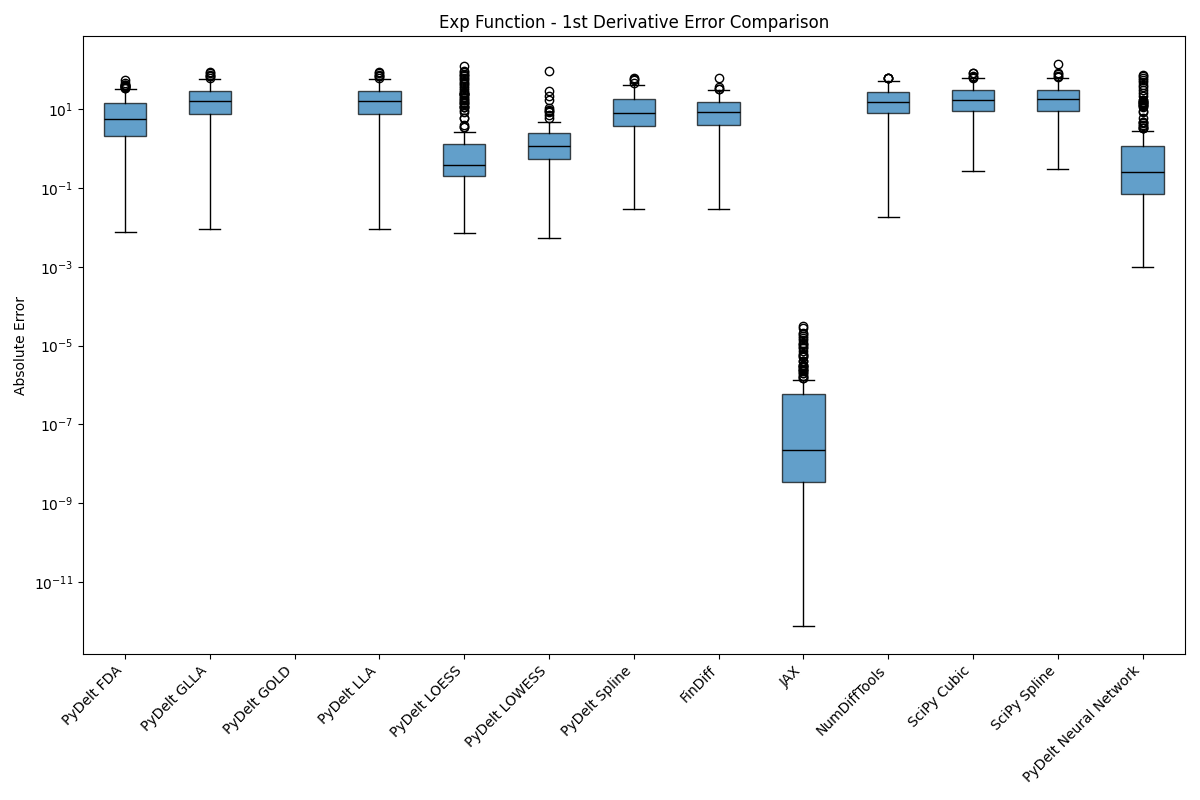 Exp Function - 1st Derivative Error Comparison
Absolute Error
10¹
10⁻¹
10⁻³
10⁻⁵
10⁻⁷
10⁻⁹
10⁻¹¹
PyDelt FDA
PyDelt GLLA
PyDelt GOLD
PyDelt LLA
PyDelt LOESS
PyDelt LOWESS
PyDelt Spline
FinDiff
JAX
NumDiffTools
SciPy Cubic
SciPy Spline
PyDelt Neural Network